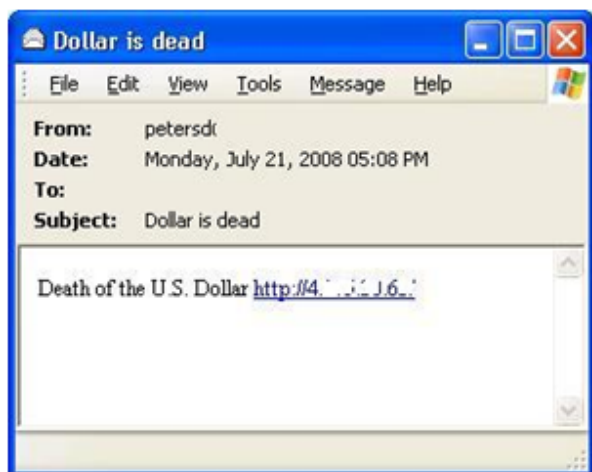 Dollar is dead
File Edit View Tools Message Help
From: petersd
Date: Monday, July 21, 2008 05:08 PM
To:
Subject: Dollar is dead
Death of the U.S. Dollar